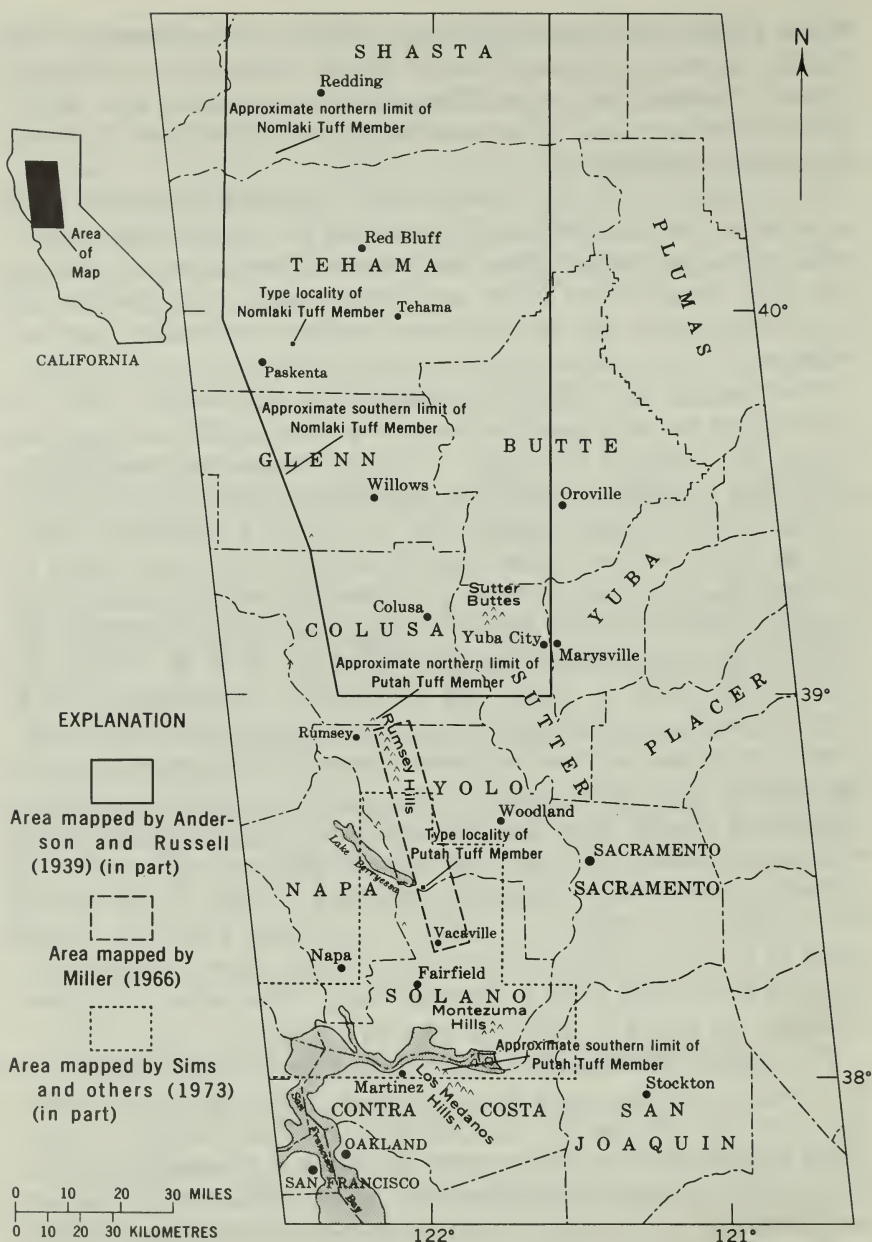 N
SHASTA
Redding
Approximate northern limit of
Nomlaki Tuff Member
Area
of
Map
CALIFORNIA
PLUMAS
Red Bluff
TEHAMA
Type locality of
Nomlaki Tuff Member
Tehama
40°
Paskenta
Approximate southern limit of
Nomlaki Tuff Member
GLENN
BUTTE
Willows
Oroville
YUBA
Sutter
Buttes
Colusa
COLUSA
Yuba City
Marysville
Approximate northern limit of
Putah Tuff Member
SUTTER
PLACER
39°
Rumsey
Rumsey Hills
YOLO
Woodland
Type locality of
Putah Tuff Member
Lake Berryessa
SACRAMENTO
SACRAMENTO
NAPA
Vacaville
Napa
Fairfield
SOLANO
Montezuma
Hills
Approximate southern limit of
Putah Tuff Member
38°
Martinez
Los Medanos
Hills
Stockton
CONTRA COSTA
SAN
JOAQUIN
OAKLAND
SAN FRANCISCO
San Francisco Bay
122°
121°
EXPLANATION
Area mapped by Ander-
son and Russell
(1939) (in part)
Area mapped by
Miller (1966)
Area mapped by Sims
and others (1973)
(in part)
0 10 20 30 MILES
0 10 20 30 KILOMETRES